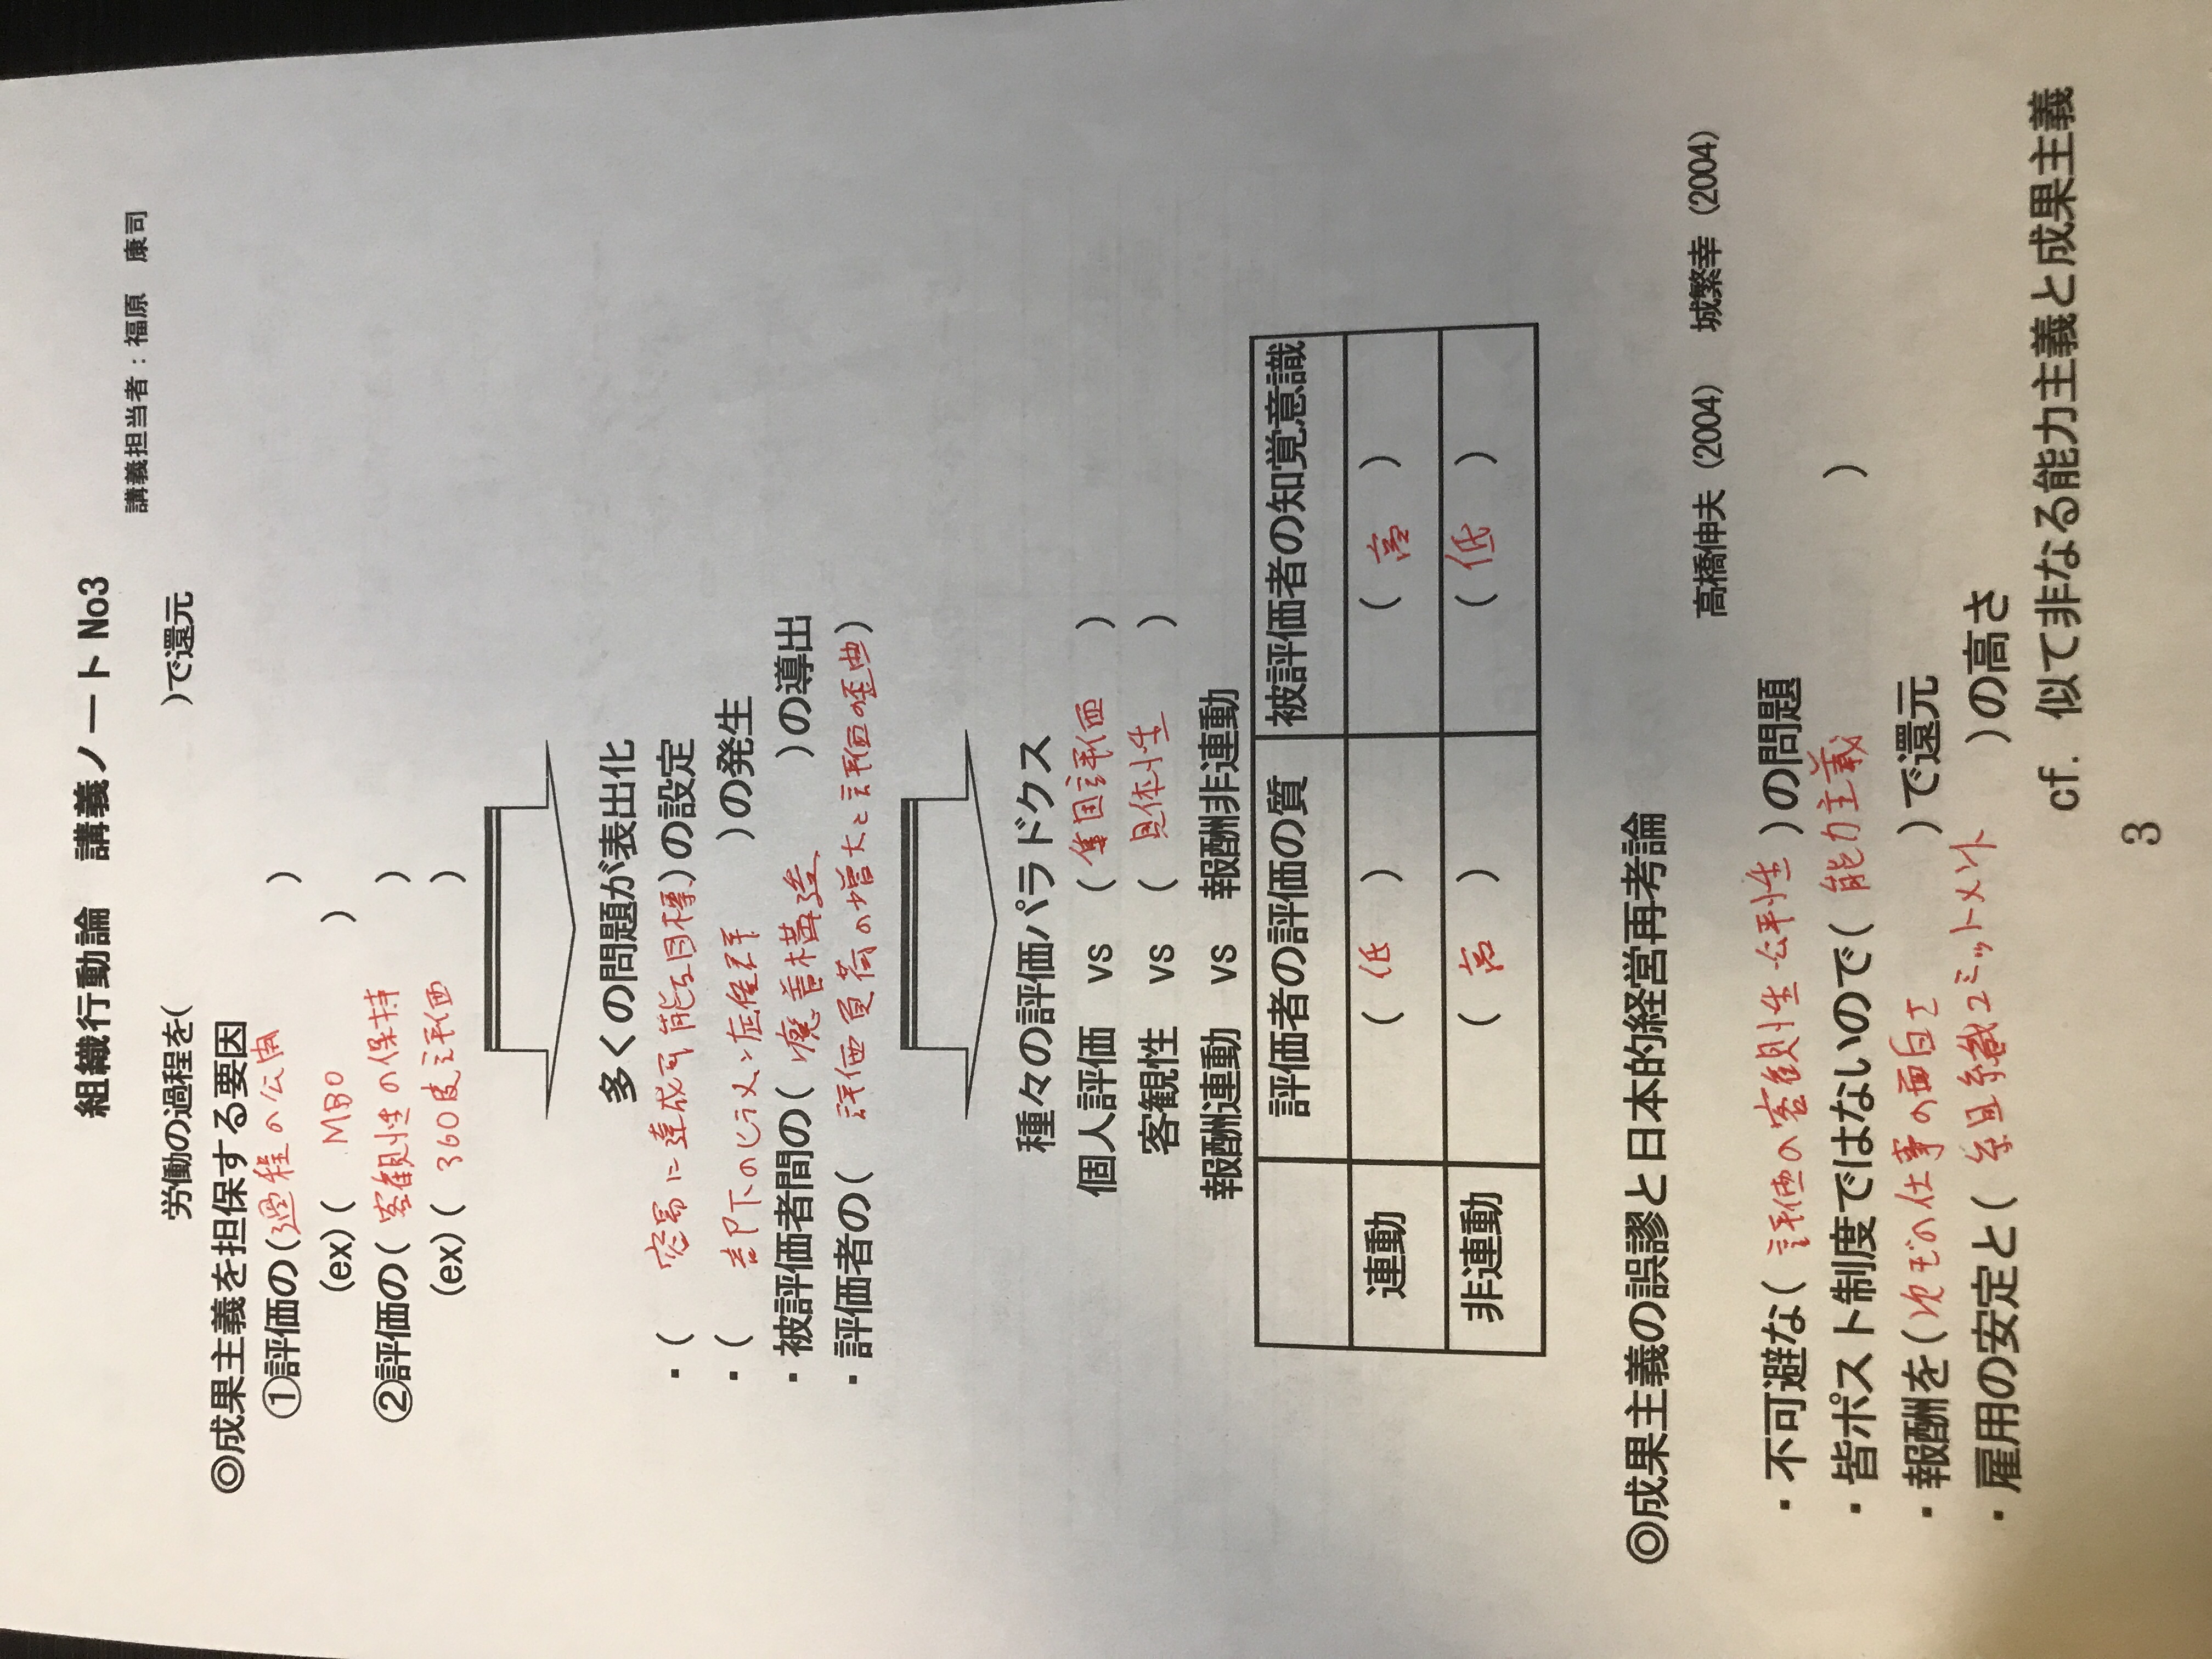 組織行動論 講義ノート No3
講義担当者：福原 康司
労働の過程を( )で還元
◎成果主義を担保する要因
①評価の(過程の公開)
(ex)( MBO )
②評価の( 客観性の保持 )
(ex)( 360度評価 )
多くの問題が表出化
・( 容易に達成可能な目標)の設定
・( 部下のヒラメン症候群 )の発生
・被評価者間の( 癒着構造 )の導出
・評価者の( 評価負荷の増大と評価の歪曲)
種々の評価パラドクス
個人評価 vs ( 集団評価 )
客観性 vs ( 具体性 )
報酬連動 vs 報酬非連動
評価者の評価の質 被評価者の知覚意識
連動 ( 低 ) ( 高 )
非連動 ( 高 ) ( 低 )
◎成果主義の誤謬と日本的経営再考論
高橋伸夫（2004） 城繁幸（2004）
・不可避な( 評価の客観性・公平性 )の問題
・皆ポスト制度ではないので( 能力主義 )
・報酬を( の仕事の面白さ )で還元
・雇用の安定と( 組織コミットメント )の高さ
cf. 似て非なる能力主義と成果主義
3